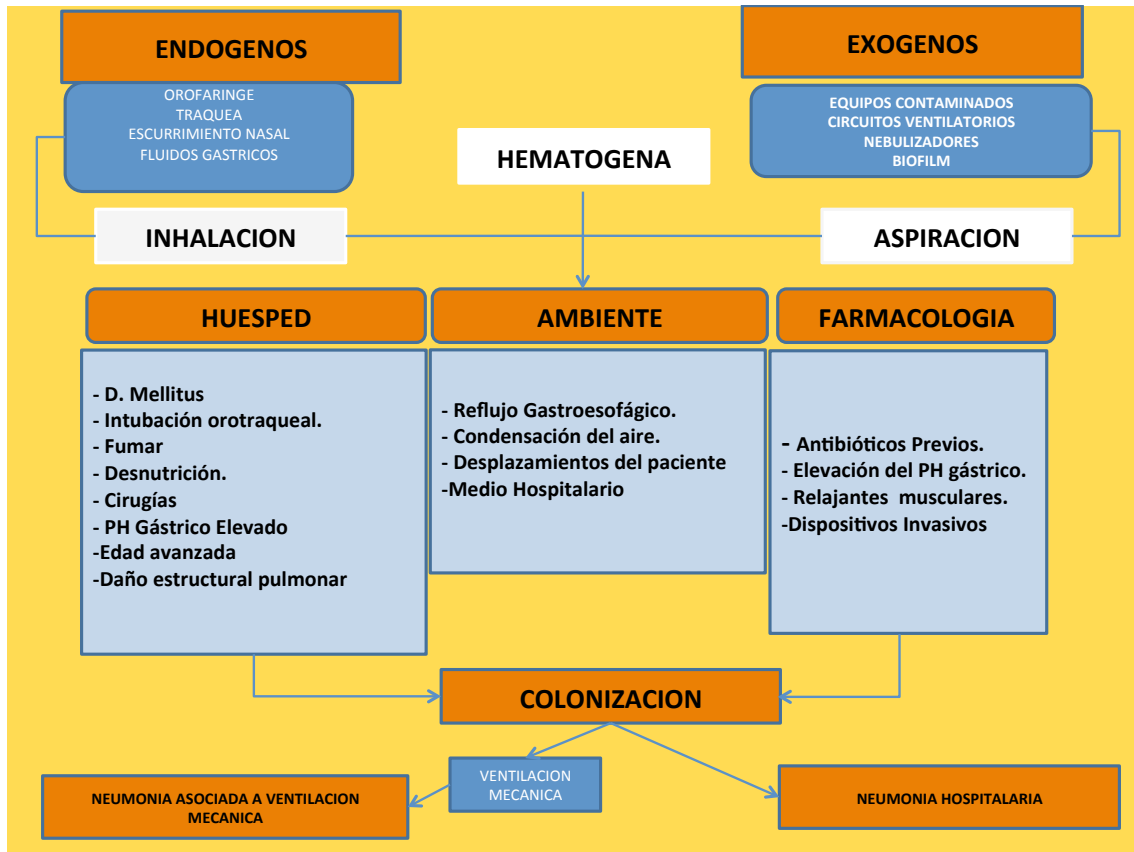 ENDOGENOS
OROFARINGE
TRAQUEA
ESCURRIMIENTO NASAL
FLUIDOS GASTRICOS
EXOGENOS
EQUIPOS CONTAMINADOS
CIRCUITOS VENTILATORIOS
NEBULIZADORES
BIOFILM
HEMATOGENA
INHALACION
ASPIRACION
HUESPED
- D. Mellitus
- Intubación orotraqueal.
- Fumar
- Desnutrición.
- Cirugías
- PH Gástrico Elevado
-Edad avanzada
-Daño estructural pulmonar
AMBIENTE
- Reflujo Gastroesofágico.
- Condensación del aire.
- Desplazamientos del paciente
-Medio Hospitalario
FARMACOLOGIA
- Antibióticos Previos.
- Elevación del PH gástrico.
- Relajantes musculares.
-Dispositivos Invasivos
COLONIZACION
VENTILACION
MECANICA
NEUMONIA ASOCIADA A VENTILACION
MECANICA
NEUMONIA HOSPITALARIA